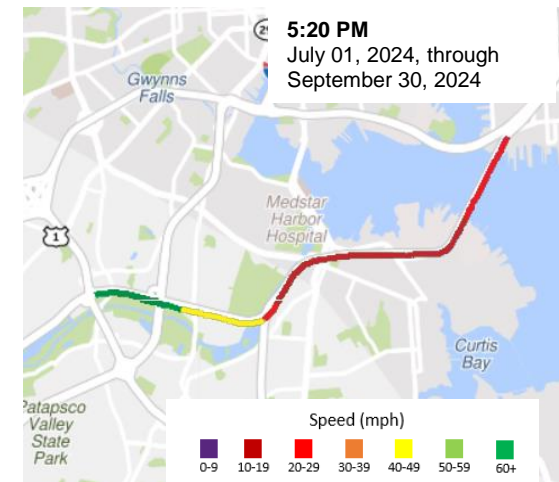 5:20 PM
July 01, 2024, through
September 30, 2024
Gwynns
Falls
Medstar
Harbor
Hospital
1
Curtis
Bay
Patapsco
Valley
State
Park
Speed (mph)
0-9 10-19 20-29 30-39 40-49 50-59 60+